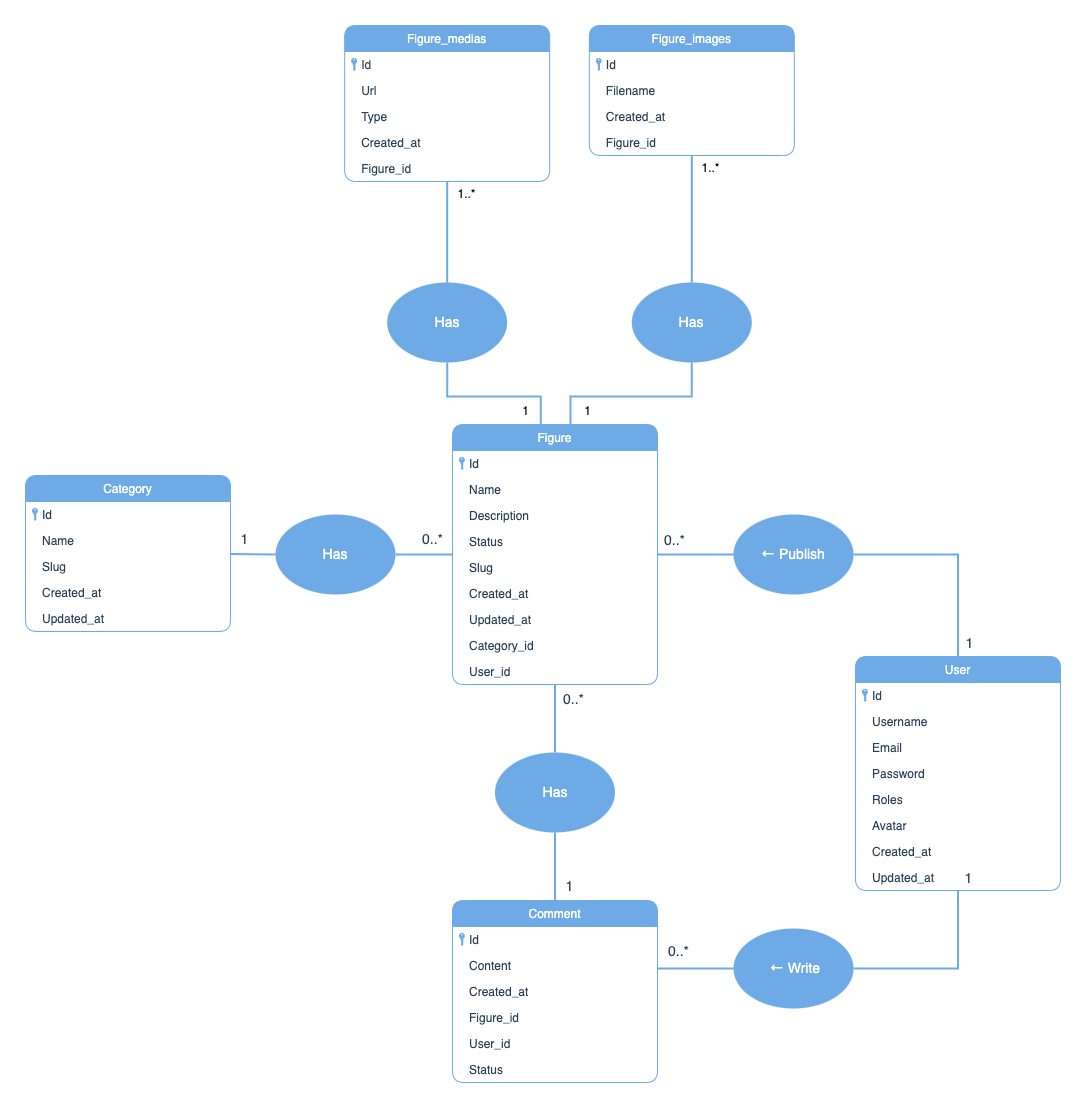 Figure_medias
Id
Url
Type
Created_at
Figure_id
1..*
Figure_images
Id
Filename
Created_at
Figure_id
1..*
Has
Has
1
1
Category
Id
Name
Slug
Created_at
Updated_at
1
Has
0..*
Figure
Id
Name
Description
Status
Slug
Created_at
Updated_at
Category_id
User_id
0..*
← Publish
1
User
Id
Username
Email
Password
Roles
Avatar
Created_at
Updated_at
1
0..*
Has
1
Comment
Id
Content
Created_at
Figure_id
User_id
Status
0..*
← Write